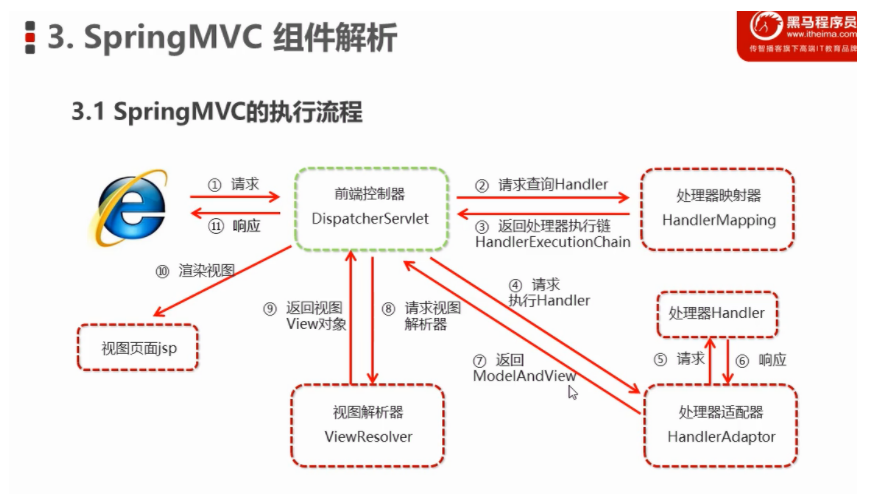 3. SpringMVC 组件解析
黑马程序员
www.itheima.com
传智播客旗下高端IT教育品牌
3.1 SpringMVC的执行流程
① 请求
⑪ 响应
前端控制器
DispatcherServlet
② 请求查询Handler
③ 返回处理器执行链
HandlerExecutionChain
处理器映射器
HandlerMapping
⑩ 渲染视图
④ 请求
执行Handler
处理器Handler
⑨ 返回视图
View对象
⑧ 请求视图
解析器
视图页面jsp
⑦ 返回
ModelAndView
⑤ 请求
⑥ 响应
视图解析器
ViewResolver
处理器适配器
HandlerAdaptor